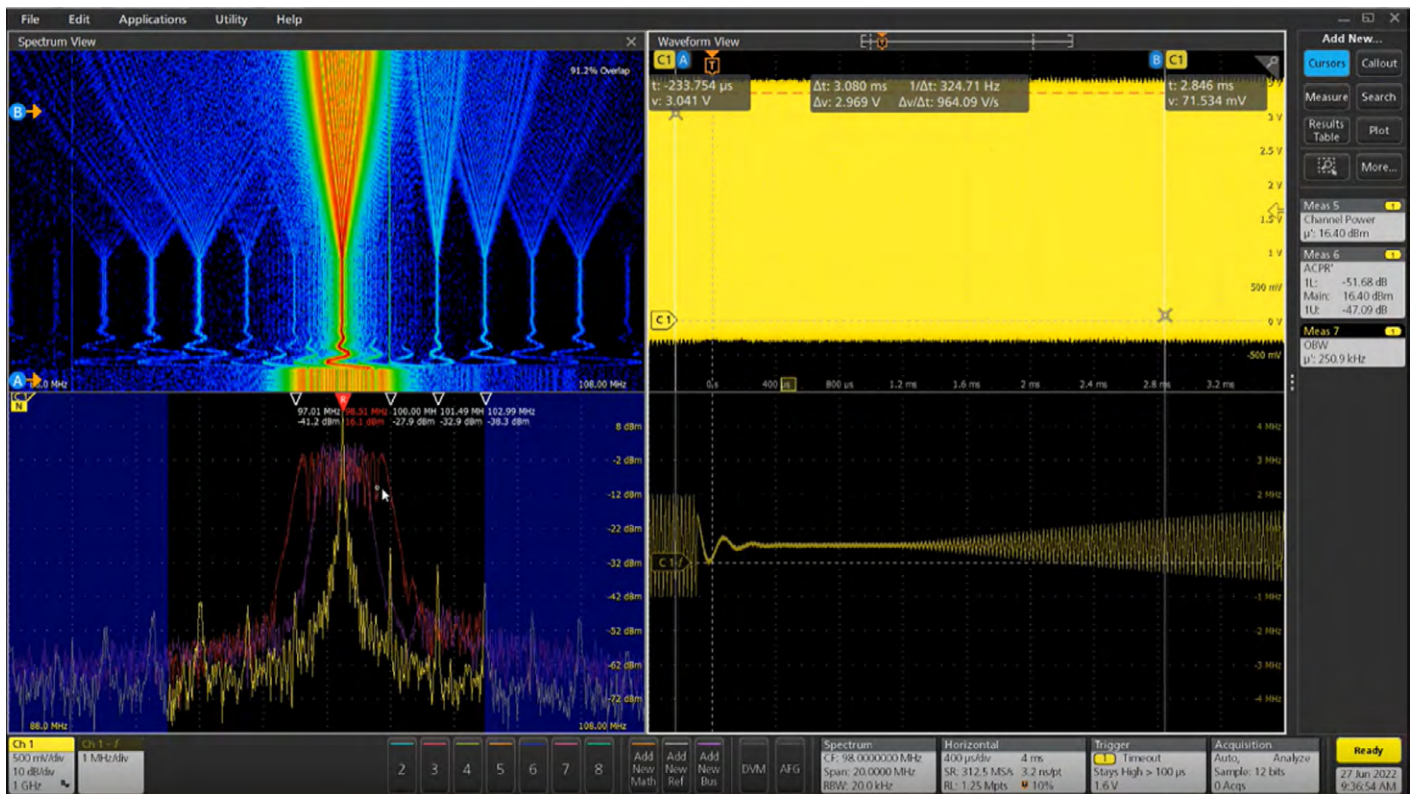 File Edit Applications Utility Help
Spectrum View
91.2% Overlap
B
A
108.00 MHz
C1
N
R
97.01 MHz 98.51 MHz 100.00 MH 101.49 MH 102.99 MHz
-41.2 dBm 16.1 dBm -27.9 dBm -32.9 dBm -38.3 dBm
8 dBm
-2 dBm
-12 dBm
-22 dBm
-32 dBm
-42 dBm
-52 dBm
-62 dBm
-72 dBm
88.0 MHz
108.00 MHz
Waveform View
C1 A
T
B C1
t: -233.754 µs
v: 3.041 V
Δt: 3.080 ms 1/Δt: 324.71 Hz
Δv: 2.969 V Δv/Δt: 964.09 V/s
t: 2.846 ms
v: 71.534 mV
3 V
2.5 V
2 V
1.5 V
1 V
500 mV
0 V
-500 mV
C 1
0 s 400 µs 800 µs 1.2 ms 1.6 ms 2 ms 2.4 ms 2.8 ms 3.2 ms
4 MHz
3 MHz
2 MHz
C 1 f
-1 MHz
-2 MHz
-3 MHz
-4 MHz
Add New...
Cursors Callout
Measure Search
Results
Table
Plot
More...
Meas 5 1
Channel Power
µ': 16.40 dBm
Meas 6 1
ACPR'
1L: -51.68 dB
Main: 16.40 dBm
1U: -47.09 dB
Meas 7 1
OBW
µ': 250.9 kHz
Ch 1
500 mV/div
10 dB/div
1 GHz
Ch 1 - f
1 MHz/div
2 3 4 5 6 7 8
Add
New
Math
Add
New
Ref
Add
New
Bus
DVM
AFG
Spectrum
CF: 98.0000000 MHz
Span: 20.0000 MHz
RBW: 20.0 kHz
Horizontal
400 µs/div 4 ms
SR: 312.5 MS/s 3.2 ns/pt
RL: 1.25 Mpts 10%
Trigger
1 Timeout
Stays High > 100 µs
1.6 V
Acquisition
Auto, Analyze
Sample: 12 bits
0 Acqs
Ready
27 Jun 2022
9:36:54 AM